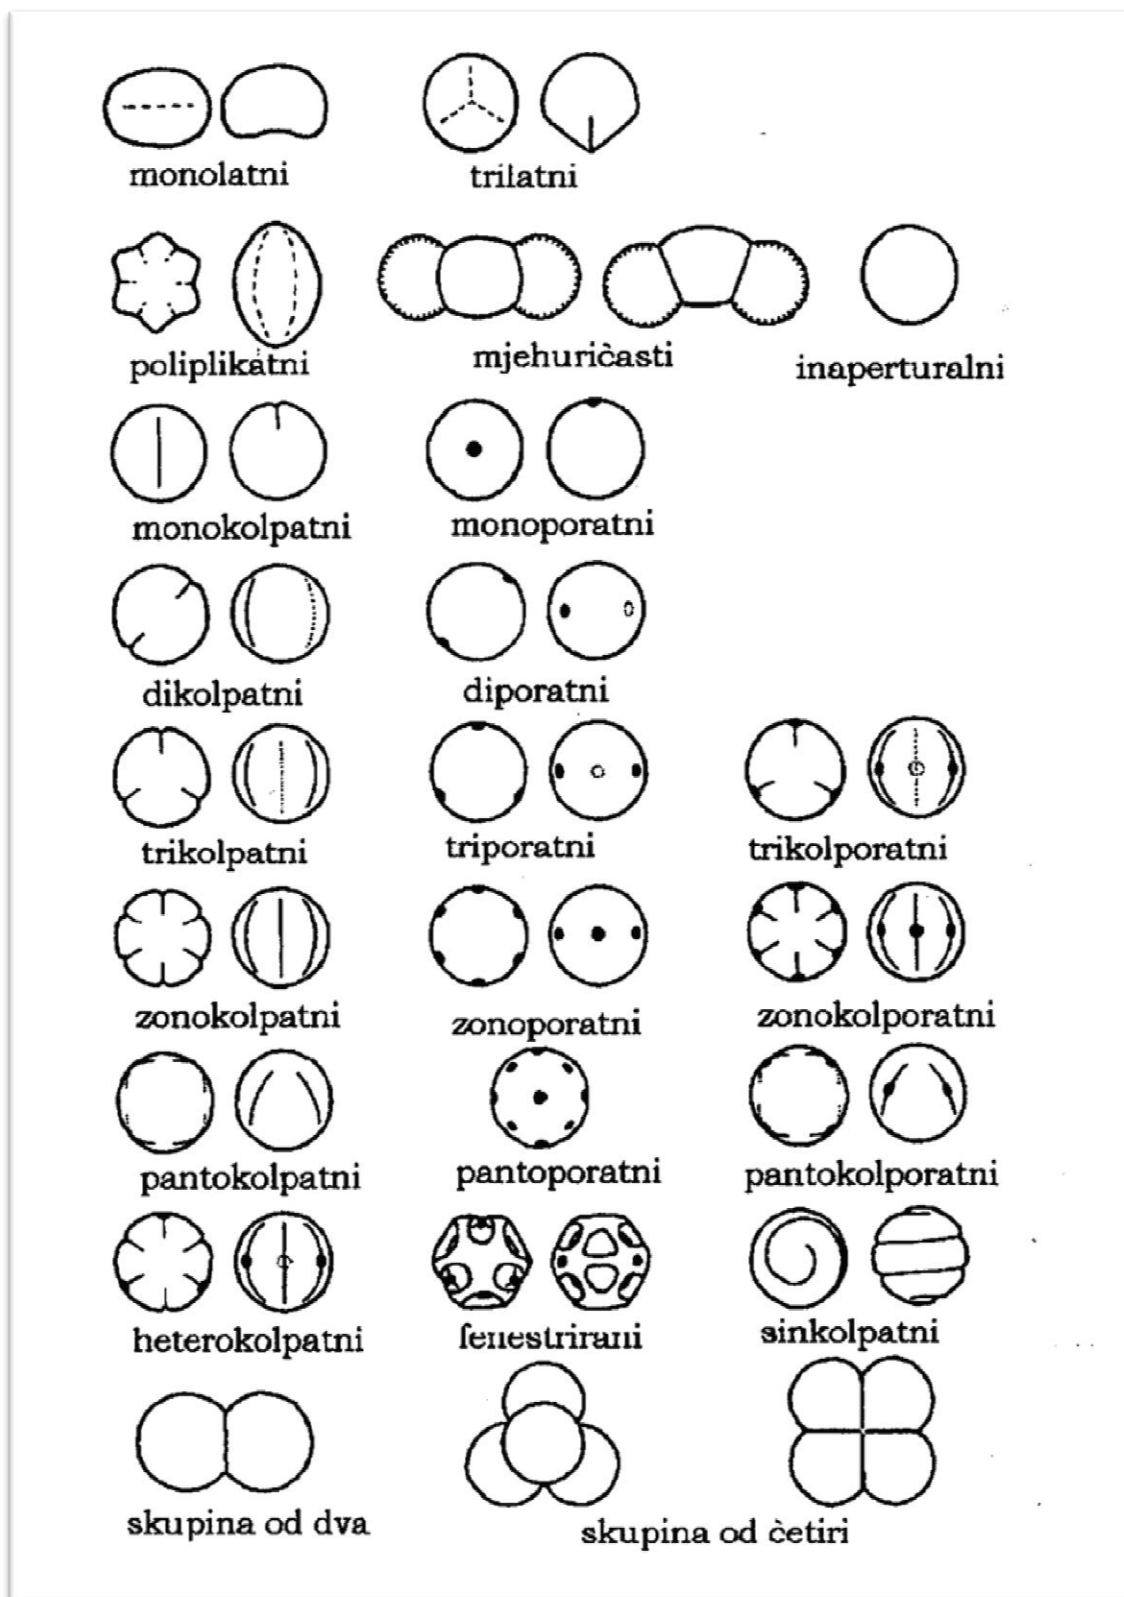 monolatni
trilatni
poliplikatni
mjehuričasti
inaperturalni
monokolpatni
monoporatni
dikolpatni
diporatni
trikolpatni
triporatni
trikolporatni
zonokolpatni
zonoporatni
zonokolporatni
pantokolpatni
pantoporatni
pantokolporatni
heterokolpatni
fenestrirani
sinkolpatni
skupina od dva
skupina od četiri